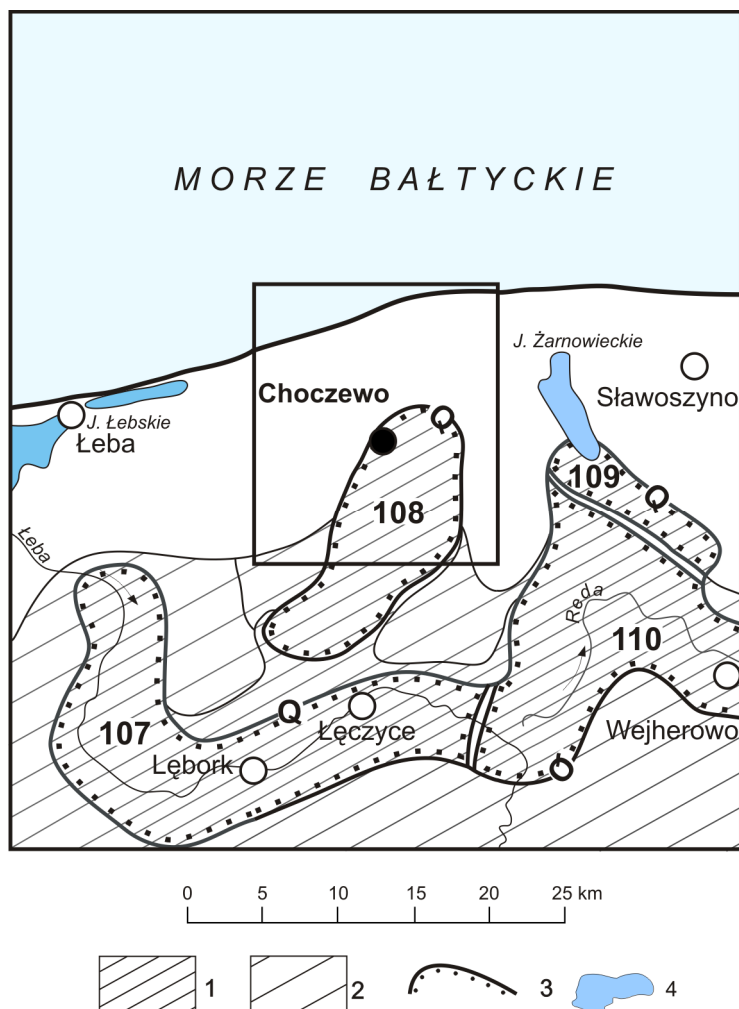 MORZE BAŁTYCKIE
J. Żarnowieckie
Choczewo
Sławoszyno
J. Łebskie
Łeba
Q
108
109
Q
Łeba
Reda
110
107
Q
Łęczyce
Wejherowo
Lębork
Q
0 5 10 15 20 25 km
1 2 3 4